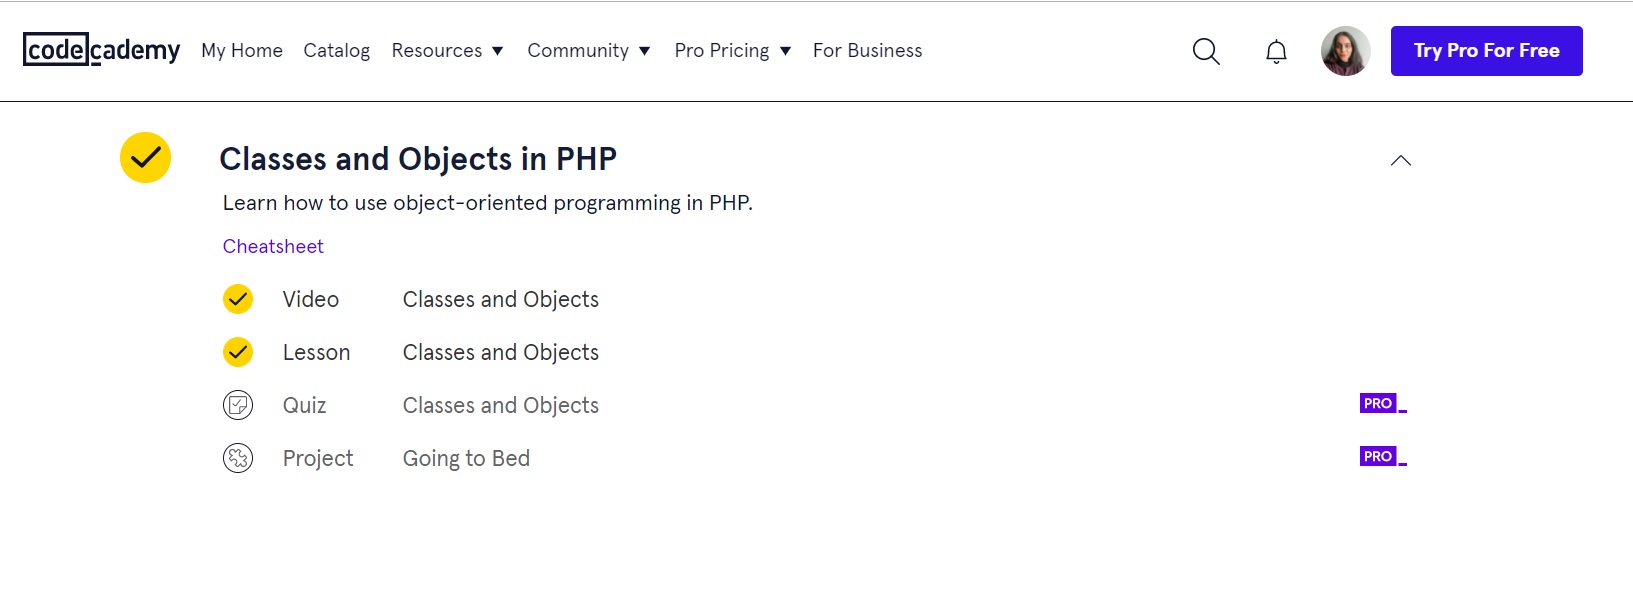 codecademy My Home Catalog Resources Community Pro Pricing For Business Try Pro For Free
Classes and Objects in PHP
Learn how to use object-oriented programming in PHP.
Cheatsheet
Video Classes and Objects
Lesson Classes and Objects
Quiz Classes and Objects PRO
Project Going to Bed PRO